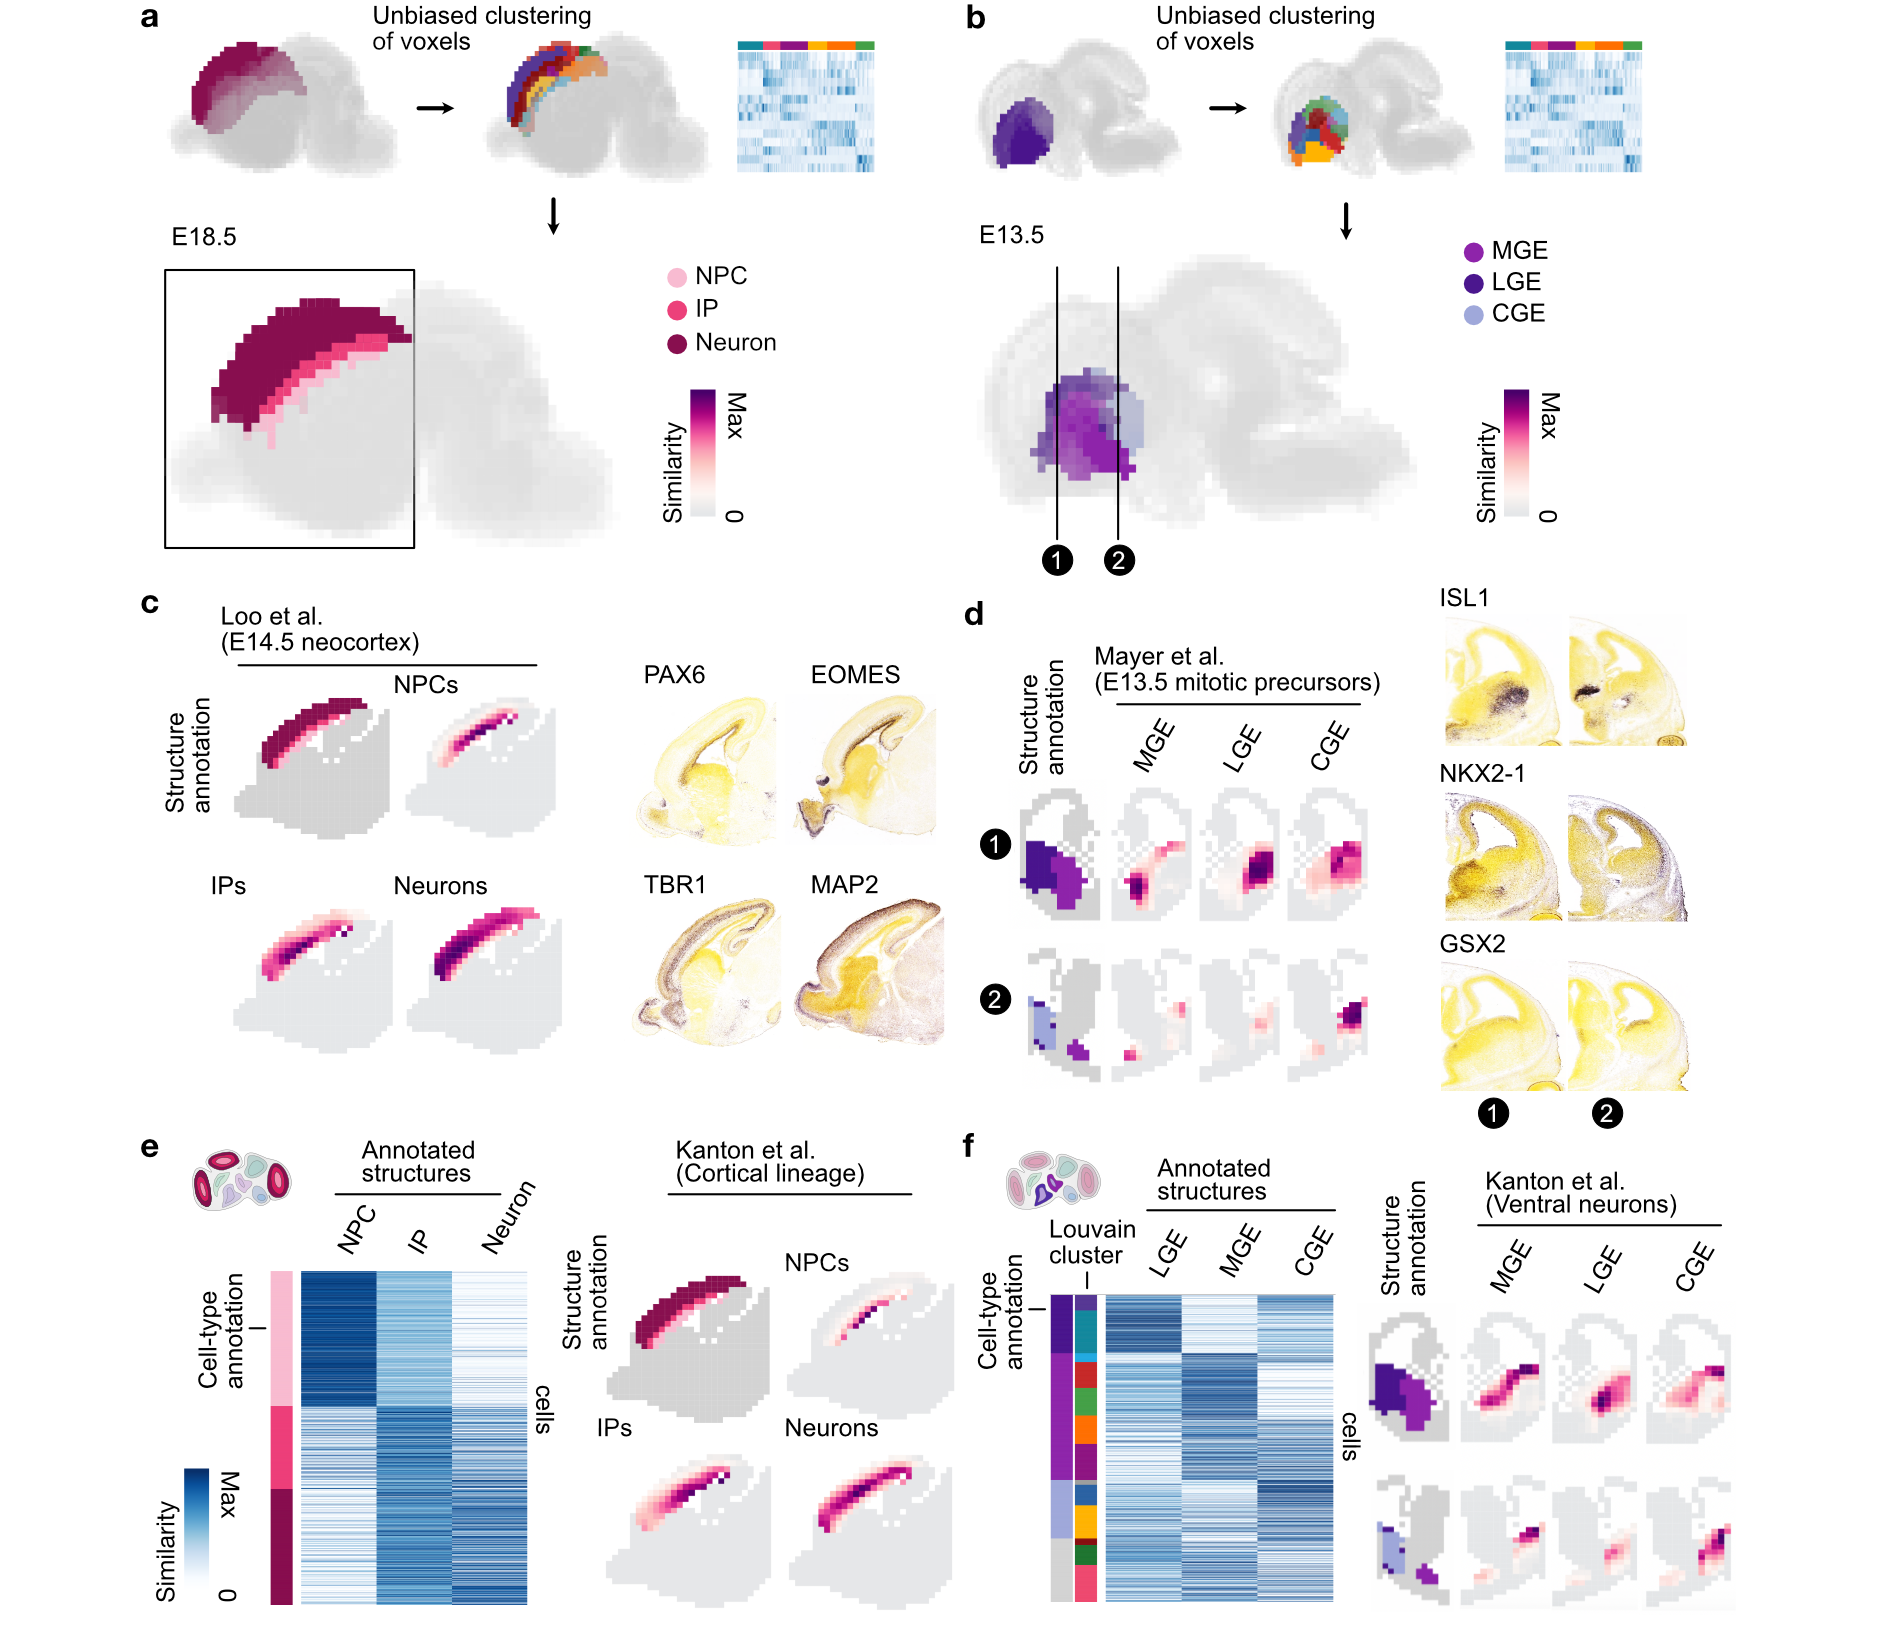 a
Unbiased clustering
of voxels
E18.5
NPC
IP
Neuron
Similarity
Max
0
b
Unbiased clustering
of voxels
E13.5
MGE
LGE
CGE
Similarity
Max
0
1
2
c
Loo et al.
(E14.5 neocortex)
Structure
annotation
NPCs
IPs
Neurons
PAX6
EOMES
TBR1
MAP2
d
Structure
annotation
Mayer et al.
(E13.5 mitotic precursors)
MGE
LGE
CGE
1
2
ISL1
NKX2-1
GSX2
1
2
e
Annotated
structures
NPC
IP
Neuron
Cell-type
annotation
cells
Similarity
Max
0
Kanton et al.
(Cortical lineage)
Structure
annotation
NPCs
IPs
Neurons
f
Annotated
structures
Louvain
cluster
LGE
MGE
CGE
Cell-type
annotation
cells
Structure
annotation
Kanton et al.
(Ventral neurons)
MGE
LGE
CGE